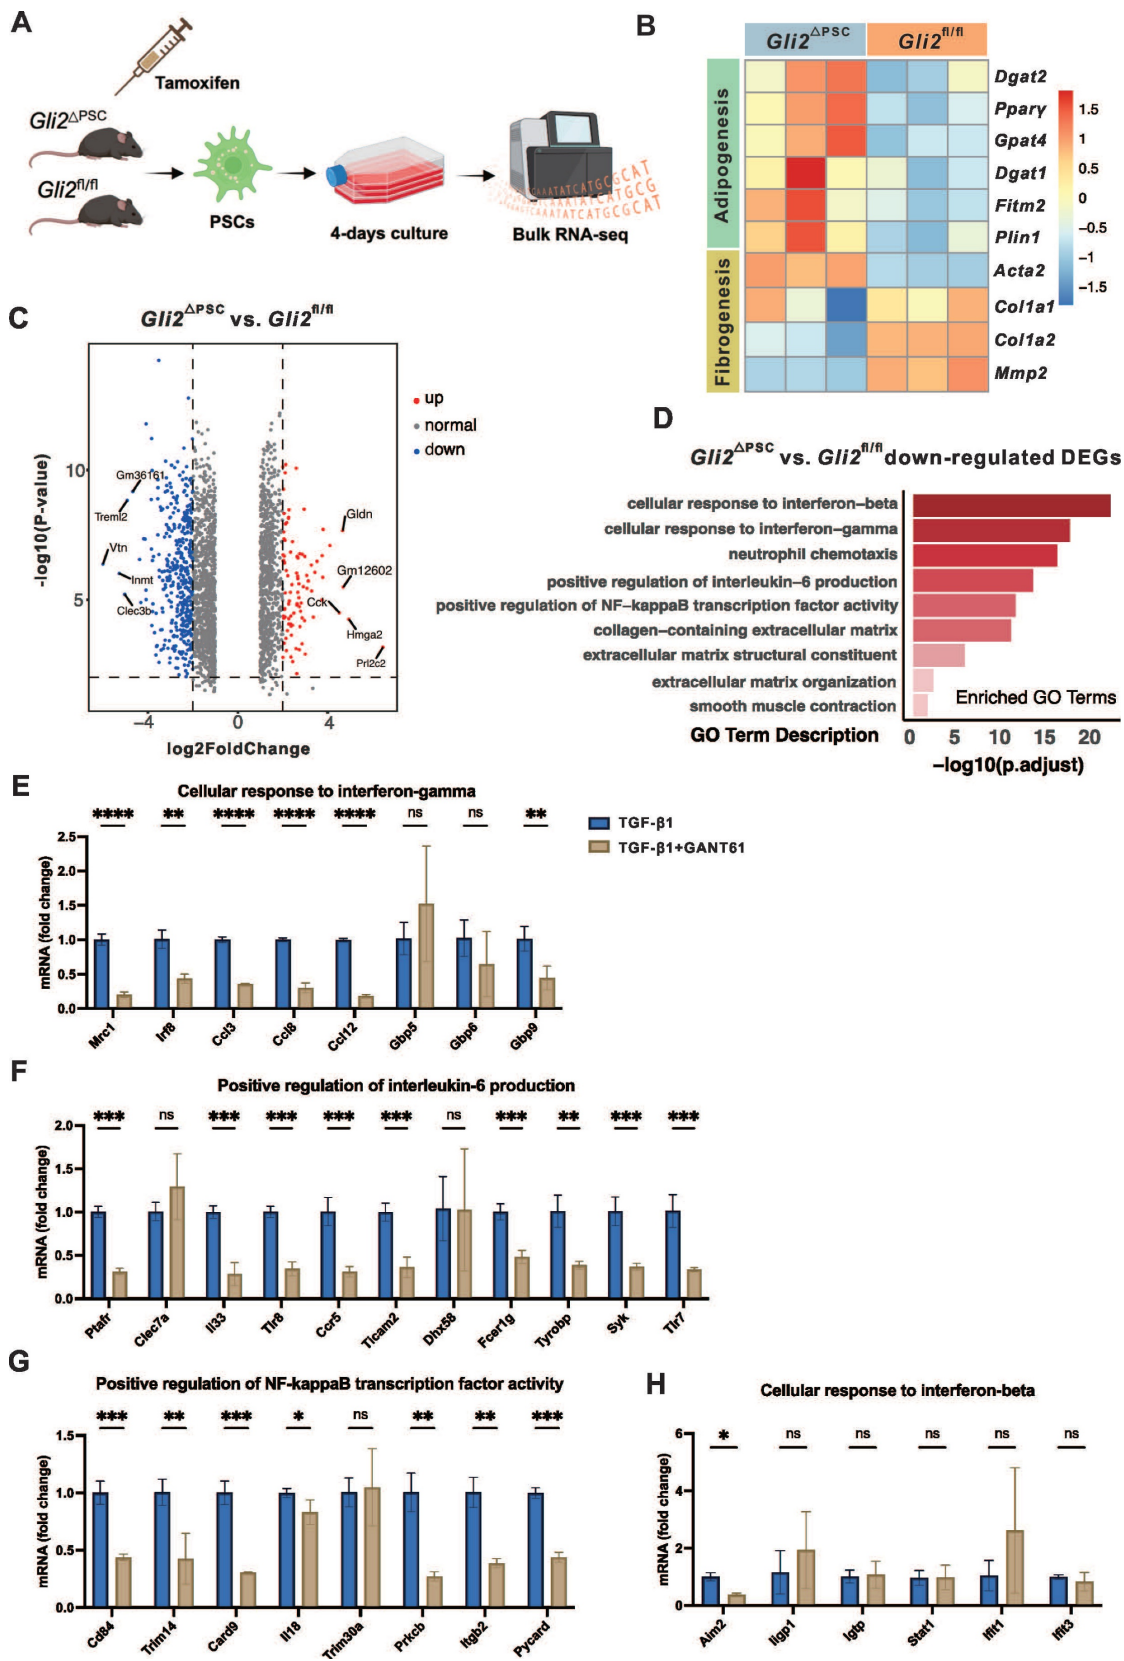 A
Tamoxifen
Gli2△PSC
Gli2fl/fl
PSCs
4-days culture
Bulk RNA-seq
B
Gli2△PSC
Gli2fl/fl
Adipogenesis
Fibrogenesis
Dgat2
Pparγ
Gpat4
Dgat1
Fitm2
Plin1
Acta2
Col1a1
Col1a2
Mmp2
1.5
1
0.5
0
−0.5
−1
−1.5
C
Gli2△PSC vs. Gli2fl/fl
-log10(P-value)
10
5
−4
0
4
log2FoldChange
Gm36161
Treml2
Vtn
Inmt
Clec3b
Gldn
Gm12602
Cck
Hmga2
Prl2c2
up
normal
down
D
Gli2△PSC vs. Gli2fl/fl down-regulated DEGs
cellular response to interferon−beta
cellular response to interferon−gamma
neutrophil chemotaxis
positive regulation of interleukin−6 production
positive regulation of NF−kappaB transcription factor activity
collagen−containing extracellular matrix
extracellular matrix structural constituent
extracellular matrix organization
smooth muscle contraction
Enriched GO Terms
GO Term Description
0 5 10 15 20
−log10(p.adjust)
E
Cellular response to interferon-gamma
**** ** **** **** **** ns ns **
mRNA (fold change)
2.5
2.0
1.5
1.0
0.5
0.0
Mrc1 Irf8 Ccl3 Ccl8 Ccl12 Gbp5 Gbp6 Gbp9
TGF-β1
TGF-β1+GANT61
F
Positive regulation of interleukin-6 production
*** ns *** *** *** *** ns *** ** *** ***
mRNA (fold change)
2.0
1.5
1.0
0.5
0.0
Ptafr Clec7a Il33 Tlr8 Ccr5 Ticam2 Dhx58 Fcer1g Tyrobp Syk Tlr7
G
Positive regulation of NF-kappaB transcription factor activity
*** ** *** * ns ** ** ***
mRNA (fold change)
1.5
1.0
0.5
0.0
Cd84 Trim14 Card9 Il18 Trim30a Prkcb Itgb2 Pycard
H
Cellular response to interferon-beta
* ns ns ns ns ns
mRNA (fold change)
6
4
2
0
Aim2 Iigp1 Igtp Stat1 Ifit1 Ifit3